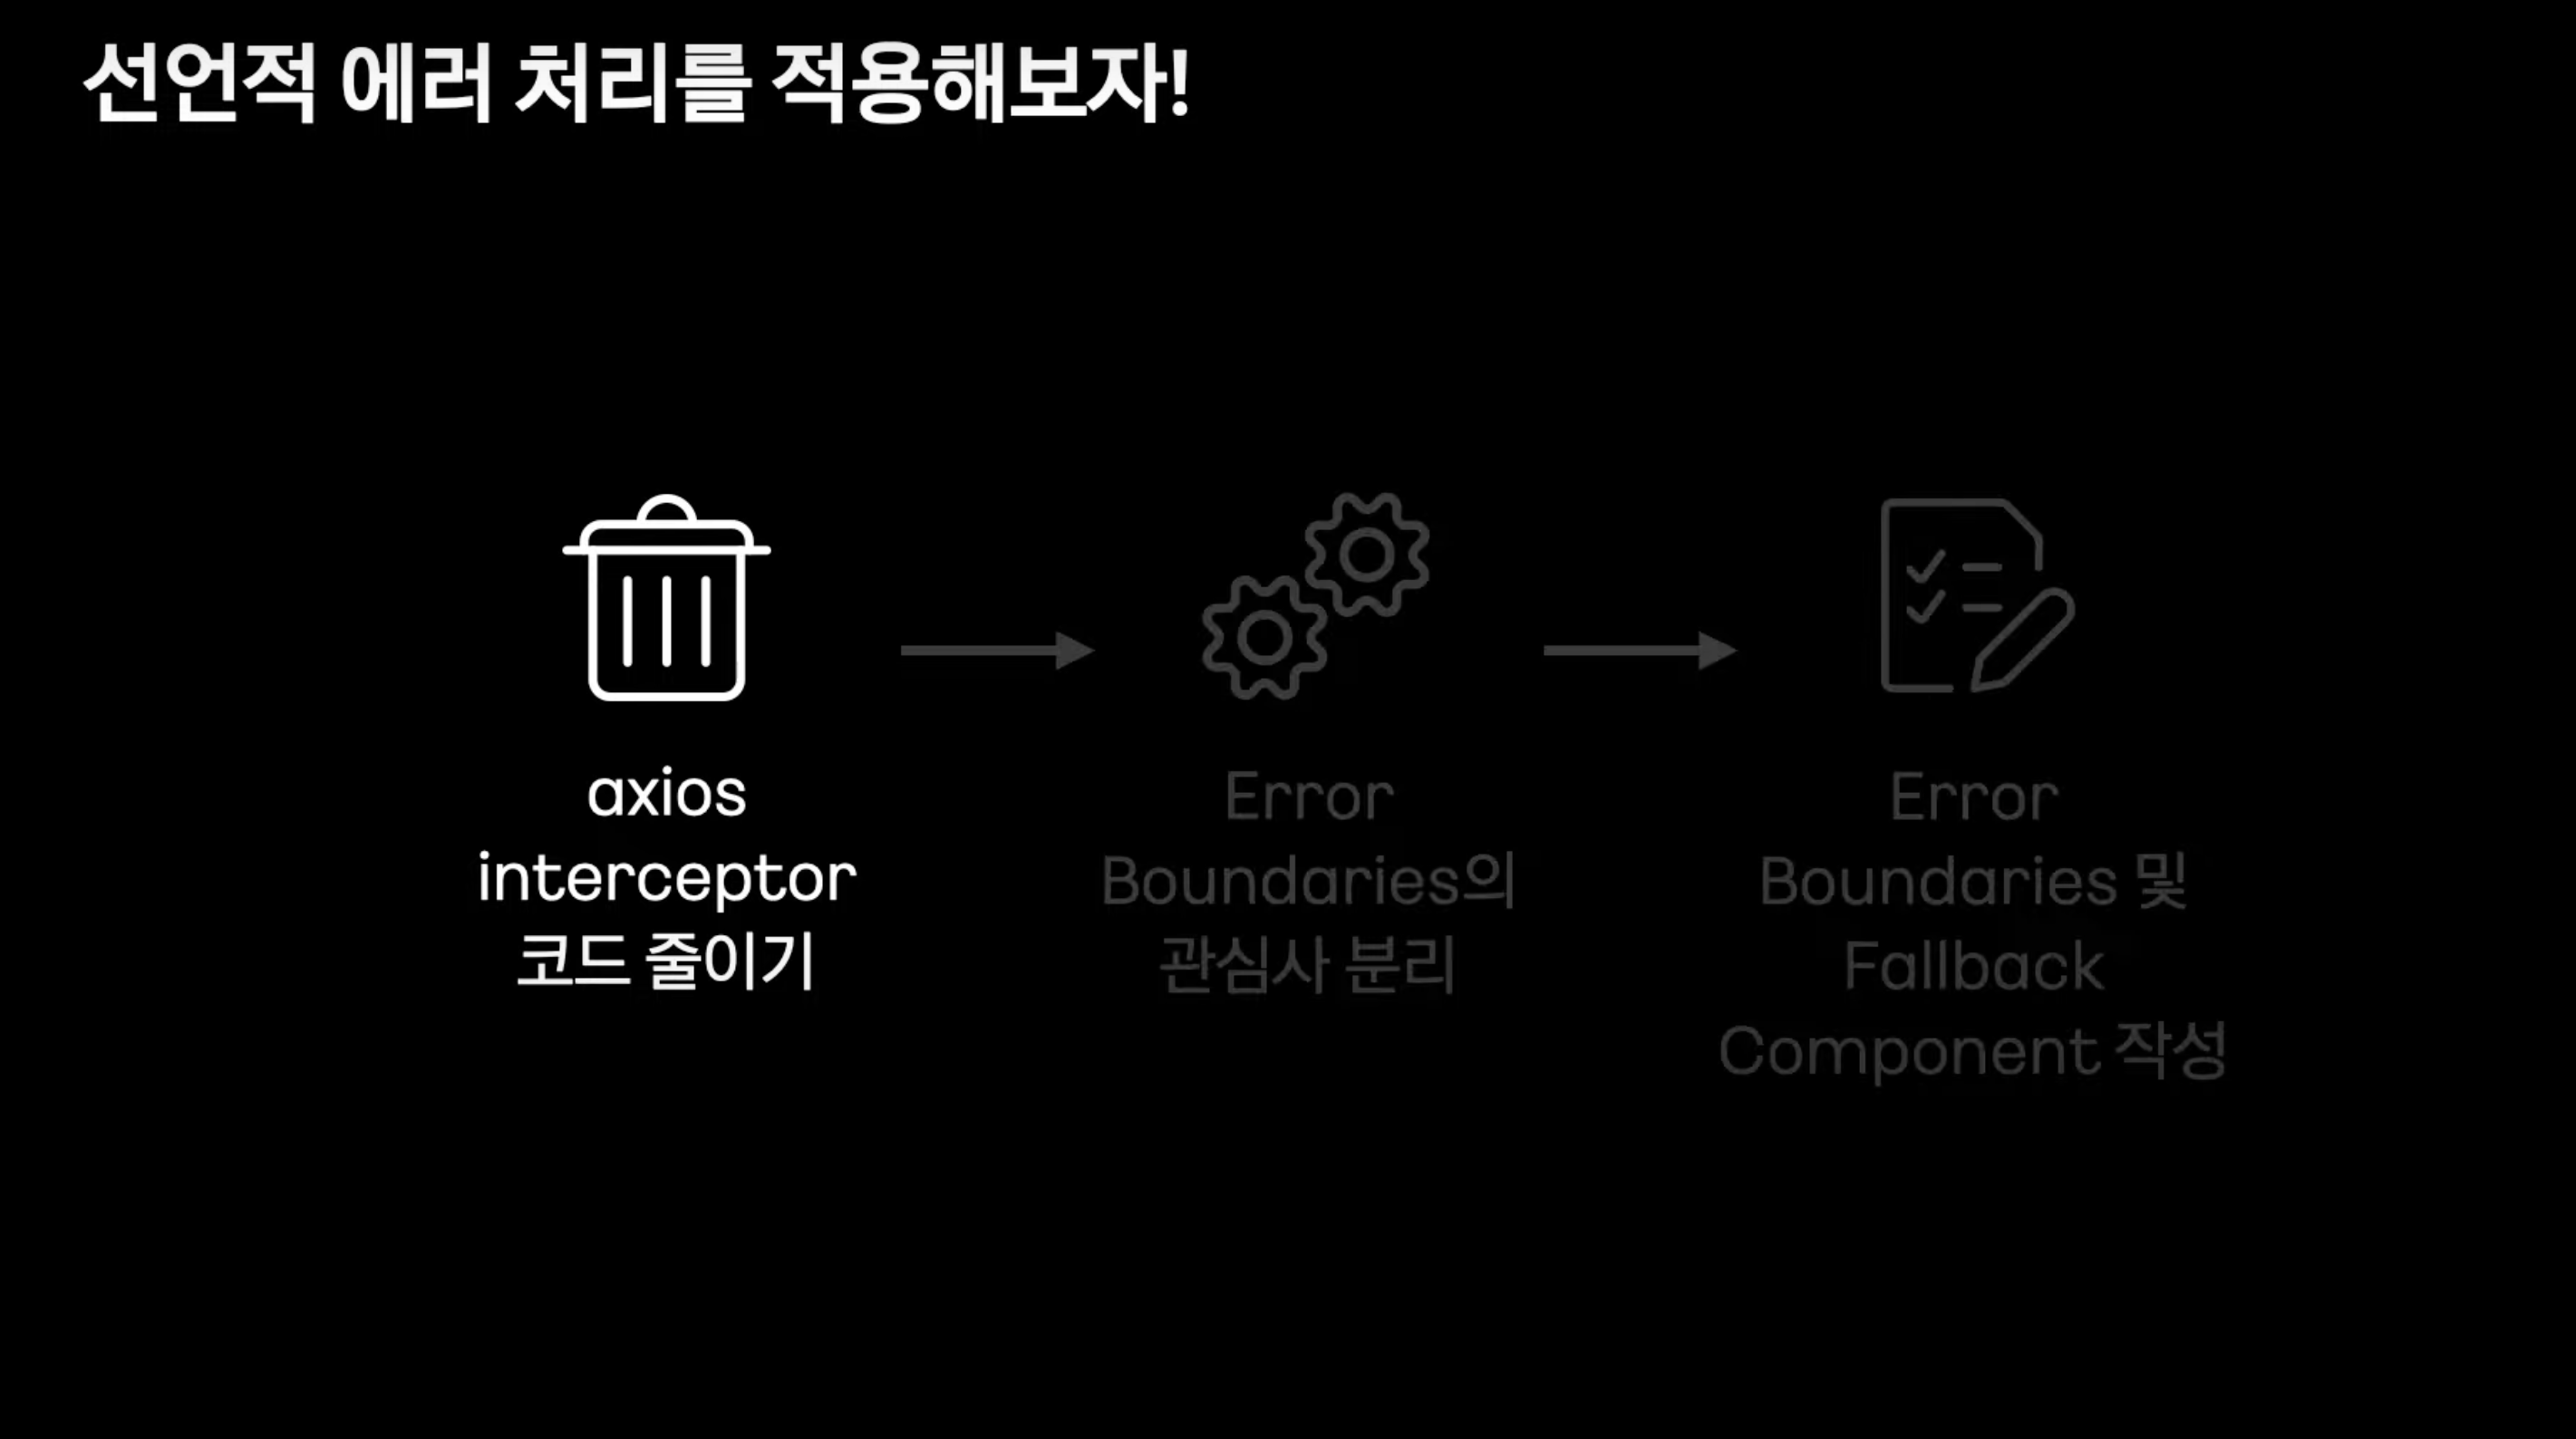 선언적 에러 처리를 적용해보자!
axios
interceptor
코드 줄이기
Error
Boundaries의
관심사 분리
Error
Boundaries 및
Fallback
Component 작성